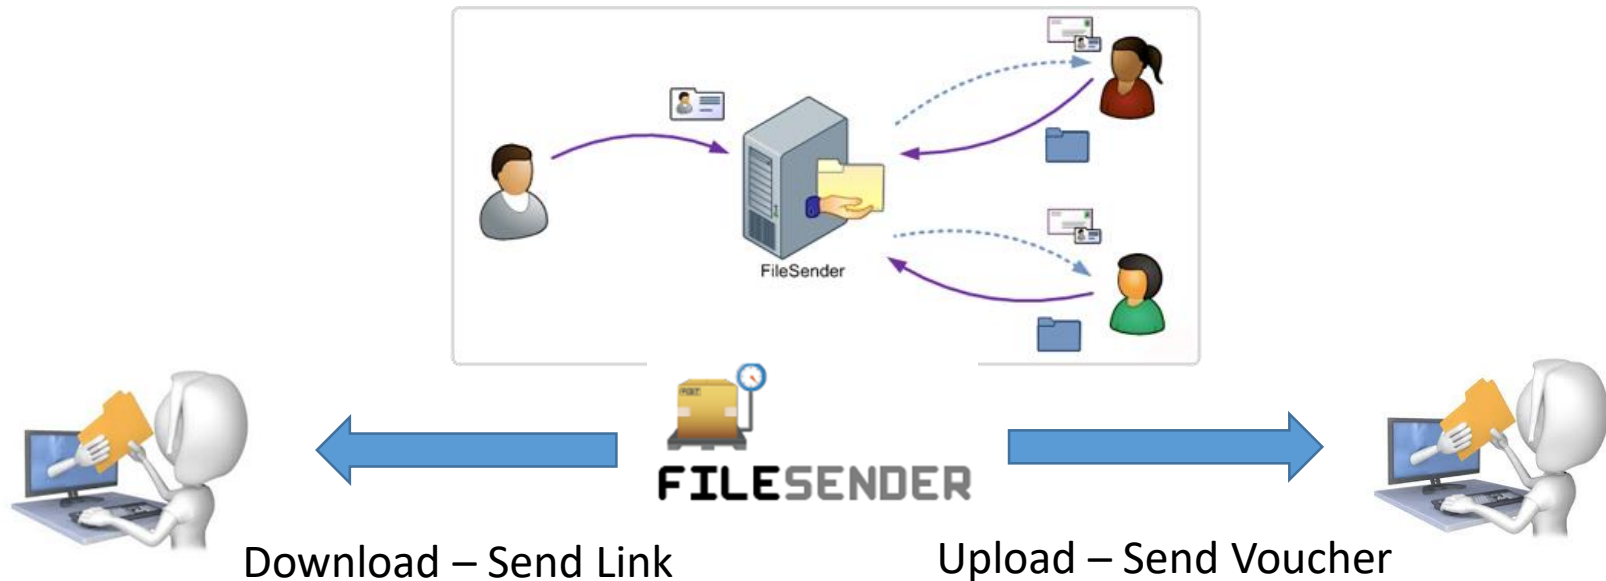 FileSender
FILESENDER
Download – Send Link
Upload – Send Voucher